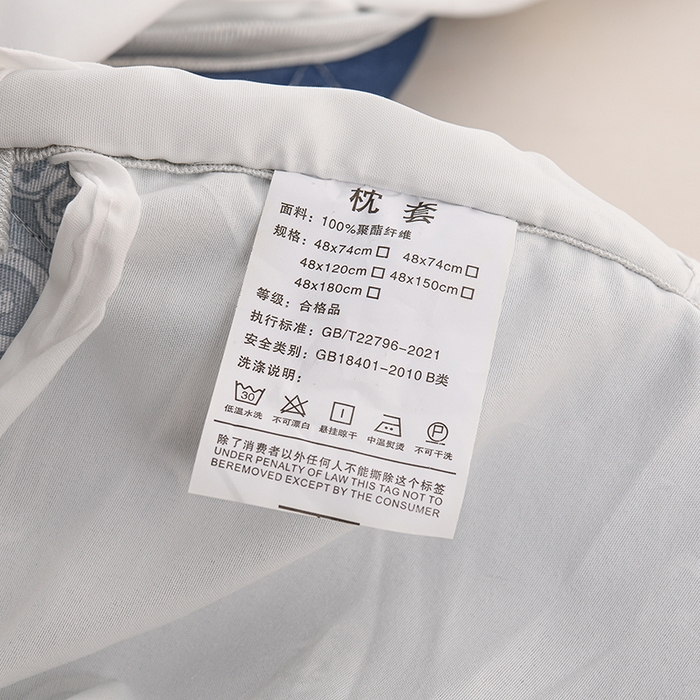 枕 套
面料：100%聚酯纤维
规格：48x74cm□ 48x74cm□
48x120cm□ 48x150cm□
48x180cm□
等级：合格品
执行标准：GB/T22796-2021
安全类别：GB18401-2010 B类
洗涤说明：
30 P
低温水洗 不可漂白 悬挂晾干 中温熨烫 不可干洗
除了消费者以外任何人不能撕除这个标签
UNDER PENALTY OF LAW THIS TAG NOT TO
BEREMOVED EXCEPT BY THE CONSUMER